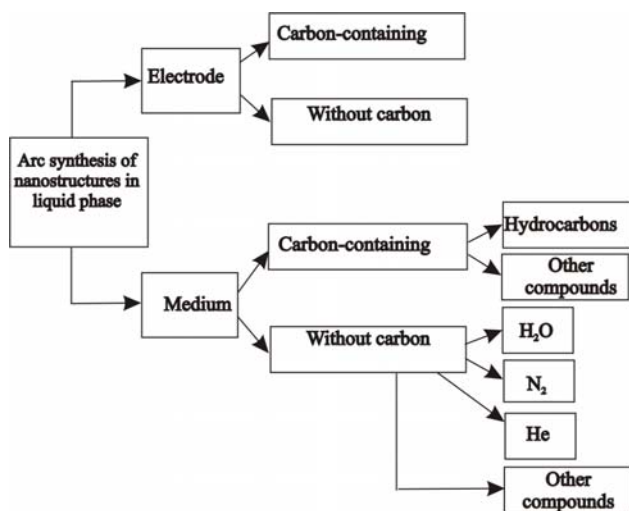 Carbon-containing
Electrode
Without carbon
Arc synthesis of
nanostructures in
liquid phase
Hydrocarbons
Carbon-containing
Other
compounds
Medium
Without carbon
H₂O
N₂
He
Other
compounds